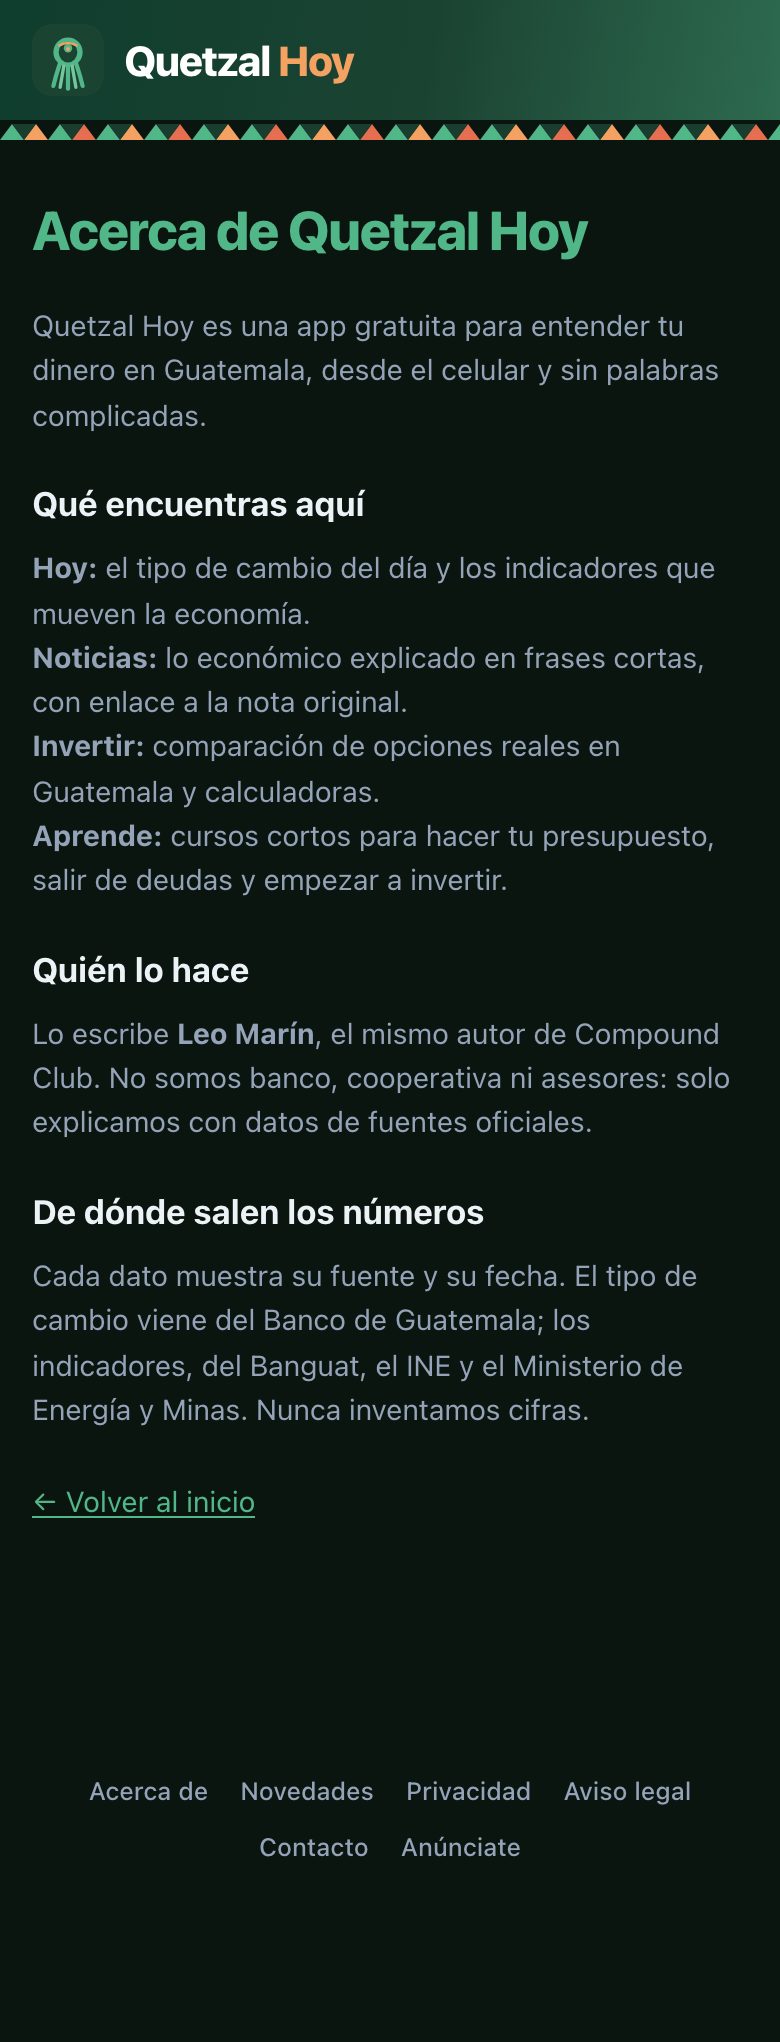 Quetzal Hoy
Acerca de Quetzal Hoy
Quetzal Hoy es una app gratuita para entender tu
dinero en Guatemala, desde el celular y sin palabras
complicadas.
Qué encuentras aquí
Hoy: el tipo de cambio del día y los indicadores que
mueven la economía.
Noticias: lo económico explicado en frases cortas,
con enlace a la nota original.
Invertir: comparación de opciones reales en
Guatemala y calculadoras.
Aprende: cursos cortos para hacer tu presupuesto,
salir de deudas y empezar a invertir.
Quién lo hace
Lo escribe Leo Marín, el mismo autor de Compound
Club. No somos banco, cooperativa ni asesores: solo
explicamos con datos de fuentes oficiales.
De dónde salen los números
Cada dato muestra su fuente y su fecha. El tipo de
cambio viene del Banco de Guatemala; los
indicadores, del Banguat, el INE y el Ministerio de
Energía y Minas. Nunca inventamos cifras.
← Volver al inicio
Acerca de Novedades Privacidad Aviso legal
Contacto Anúnciate